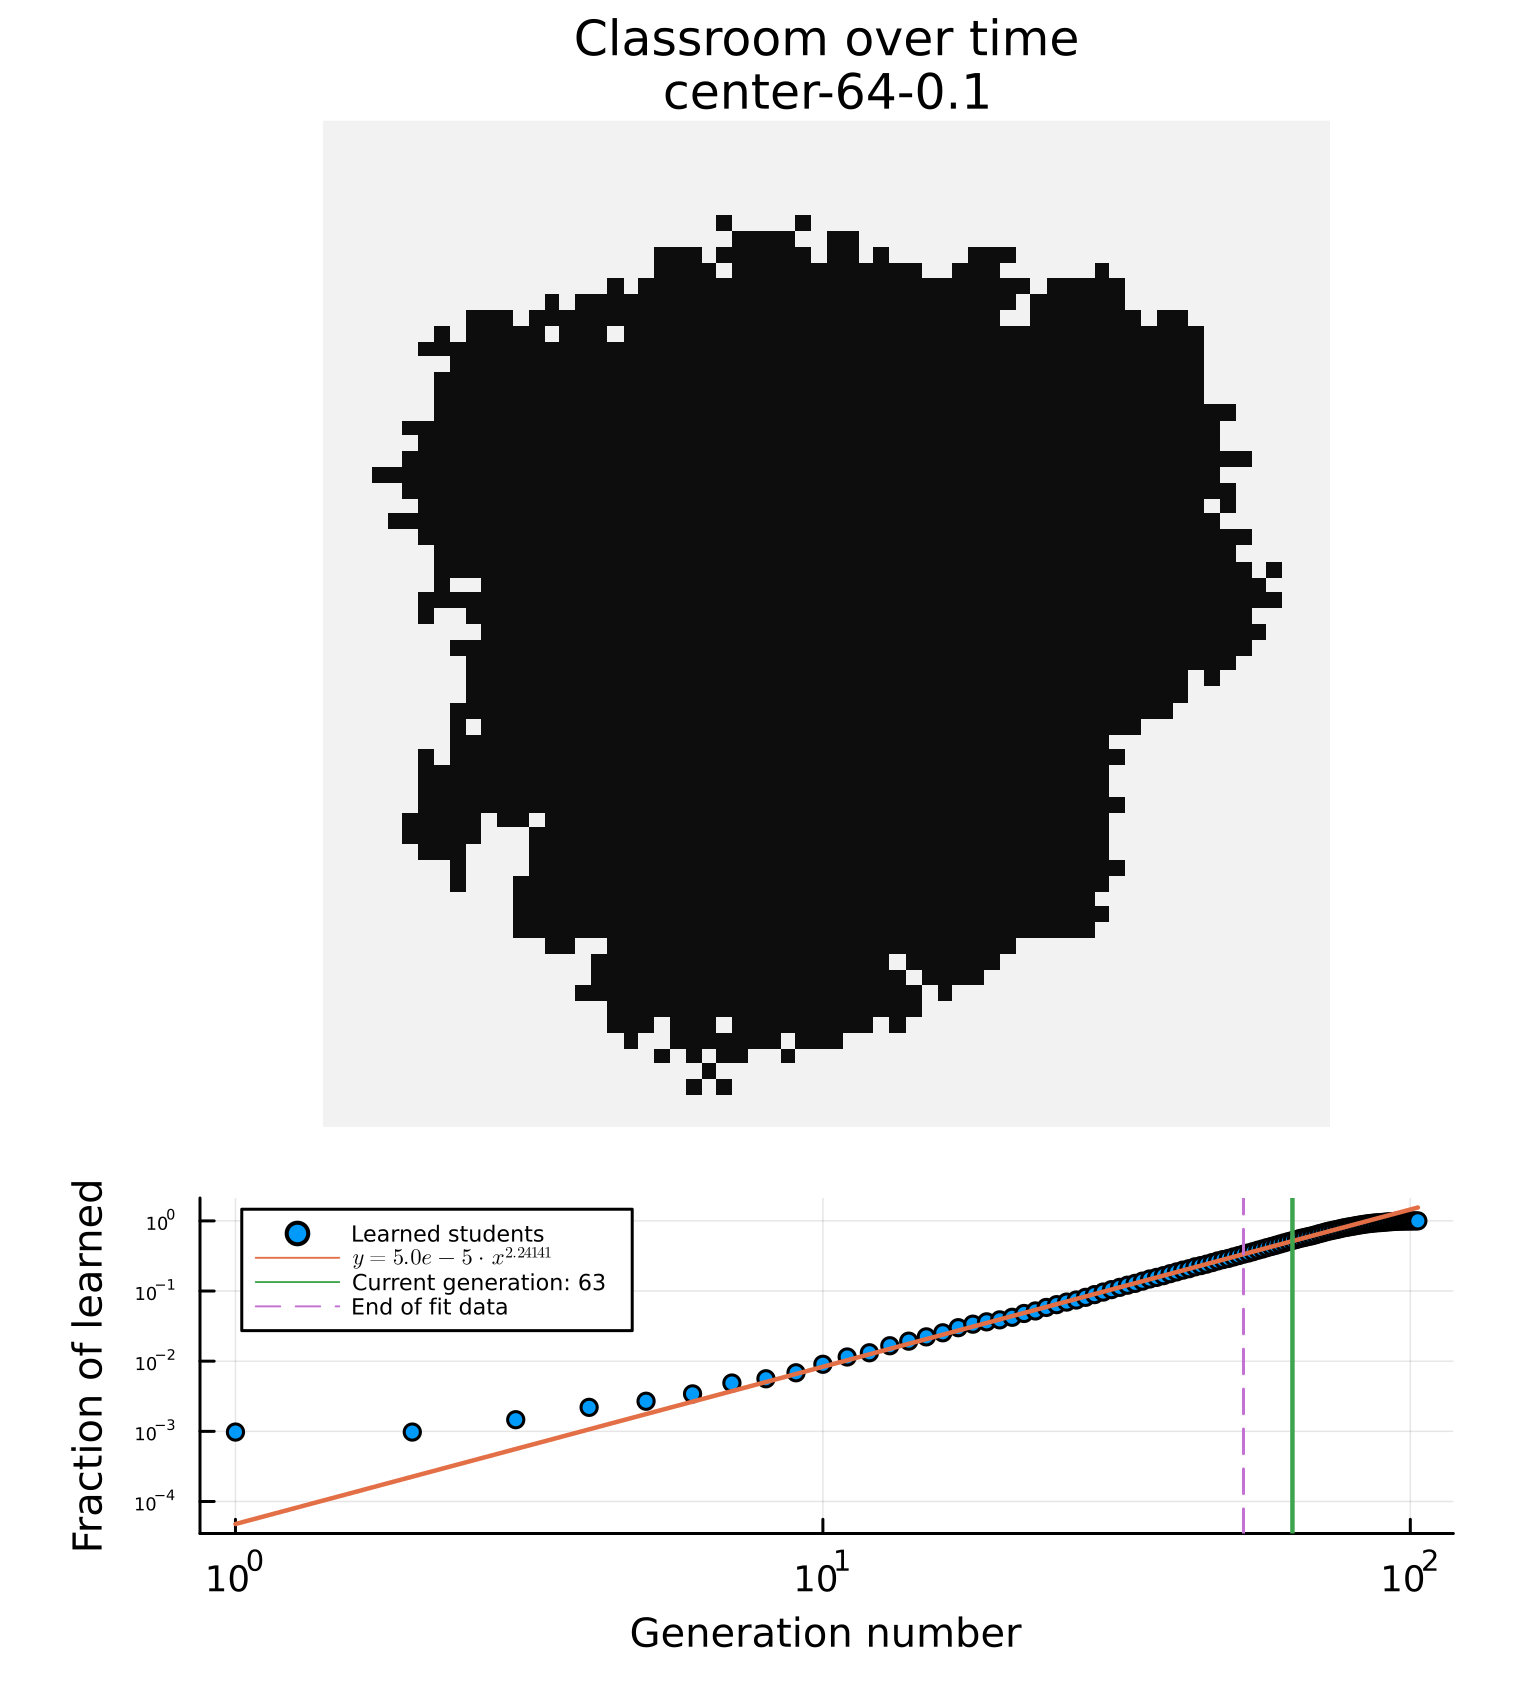 Classroom over time
center-64-0.1
Fraction of learned
10^0
10^-1
10^-2
10^-3
10^-4
Learned students
y = 5.0e − 5 · x^2.24141
Current generation: 63
End of fit data
10^0 10^1 10^2
Generation number